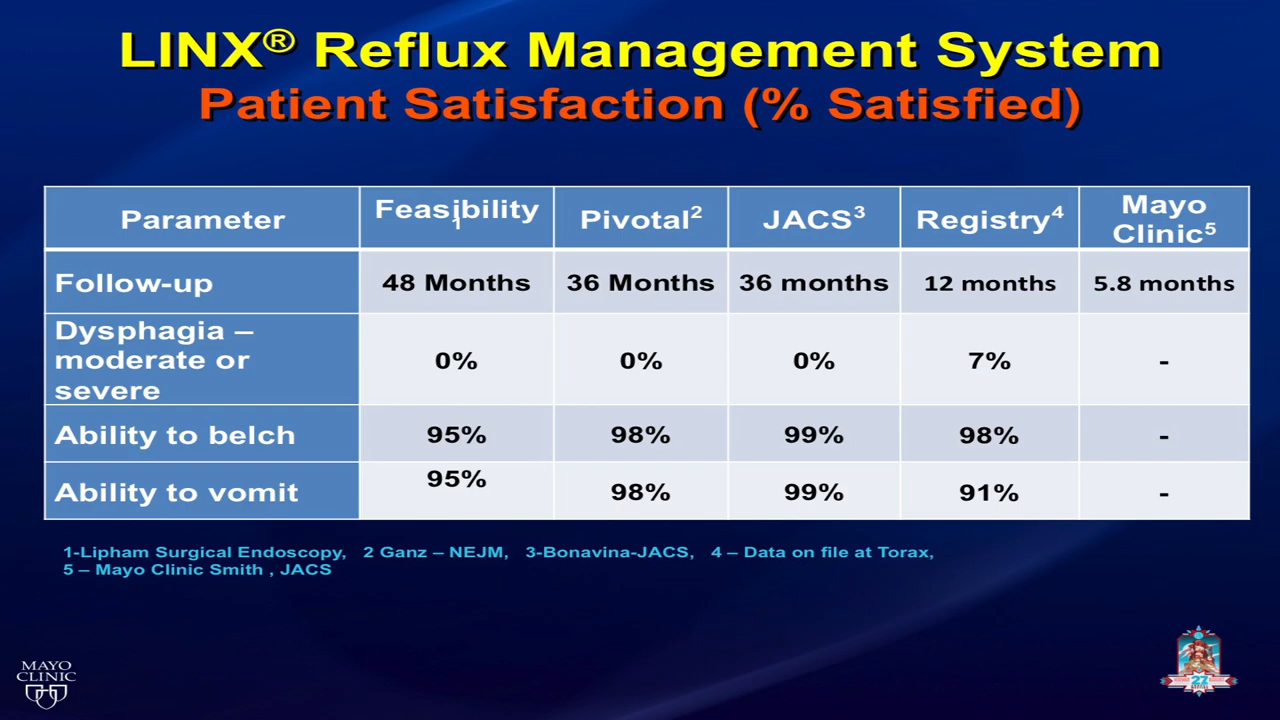 LINX® Reflux Management System
Patient Satisfaction (% Satisfied)
Parameter Feasibility1 Pivotal2 JACS3 Registry4 Mayo Clinic5
Follow-up 48 Months 36 Months 36 months 12 months 5.8 months
Dysphagia – moderate or severe 0% 0% 0% 7% -
Ability to belch 95% 98% 99% 98% -
Ability to vomit 95% 98% 99% 91% -
1-Lipham Surgical Endoscopy, 2 Ganz – NEJM, 3-Bonavina-JACS, 4 – Data on file at Torax,
5 – Mayo Clinic Smith , JACS
MAYO
CLINIC
27